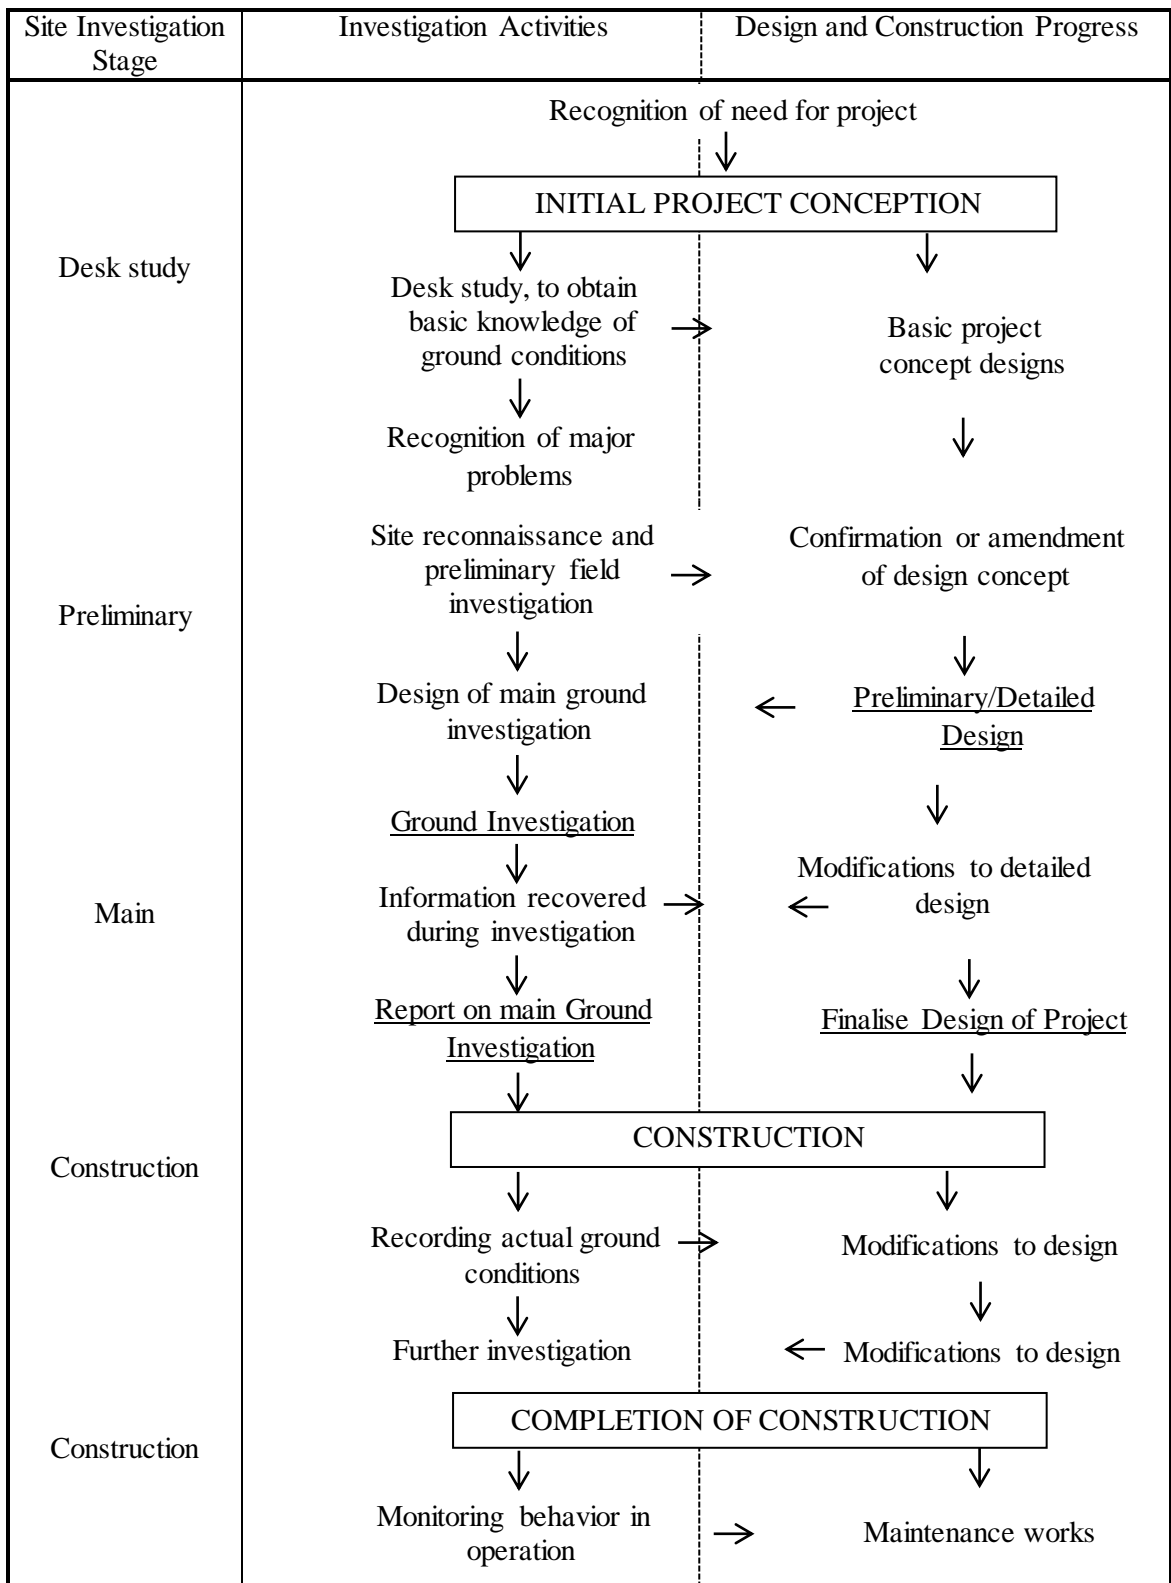 Site Investigation
Stage
Investigation Activities
Design and Construction Progress
Recognition of need for project
INITIAL PROJECT CONCEPTION
Desk study
Desk study, to obtain
basic knowledge of
ground conditions
Basic project
concept designs
Recognition of major
problems
Preliminary
Site reconnaissance and
preliminary field
investigation
Confirmation or amendment
of design concept
Design of main ground
investigation
Preliminary/Detailed
Design
Ground Investigation
Main
Information recovered
during investigation
Modifications to detailed
design
Report on main Ground
Investigation
Finalise Design of Project
CONSTRUCTION
Construction
Recording actual ground
conditions
Modifications to design
Further investigation
Modifications to design
COMPLETION OF CONSTRUCTION
Construction
Monitoring behavior in
operation
Maintenance works